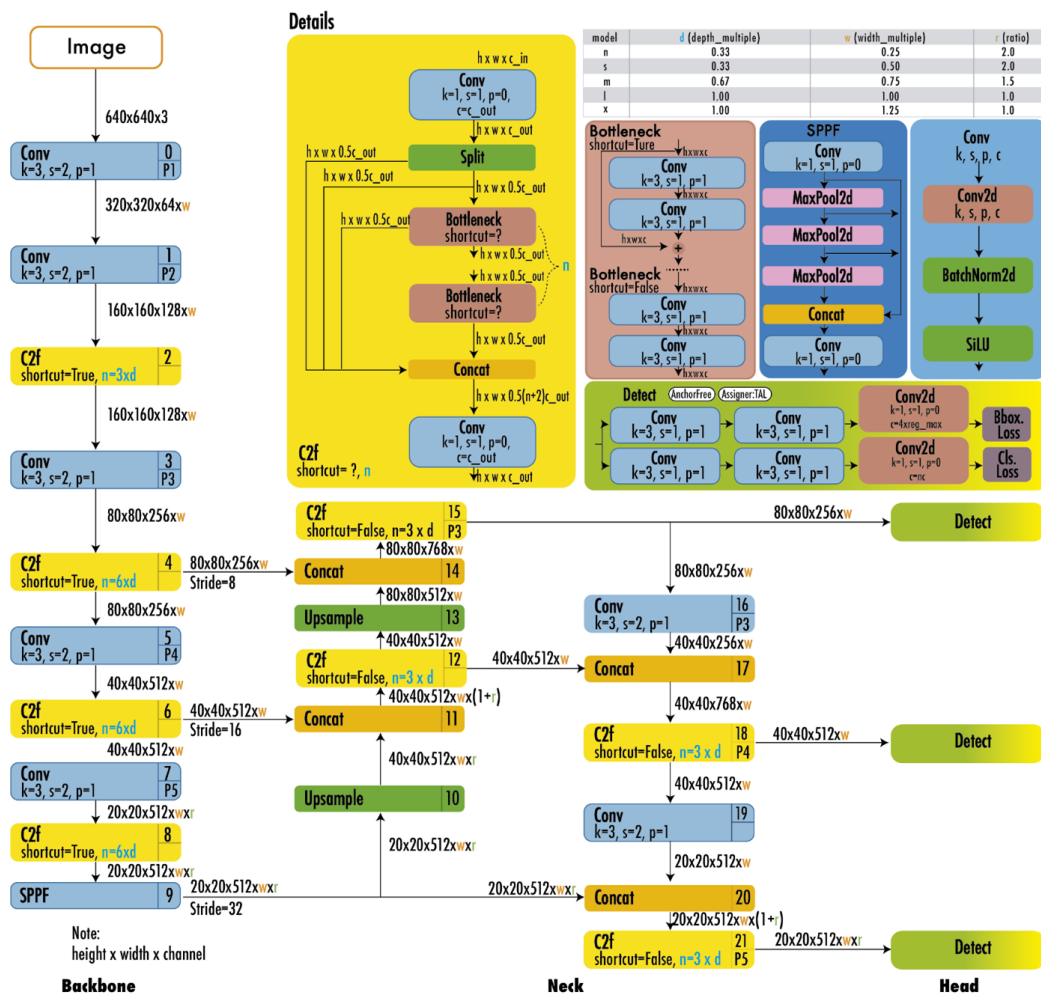 Image
640x640x3
Conv 0
k=3, s=2, p=1 P1
320x320x64xw
Conv 1
k=3, s=2, p=1 P2
160x160x128xw
C2f 2
shortcut=True, n=3xd
160x160x128xw
Conv 3
k=3, s=2, p=1 P3
80x80x256xw
C2f 4
shortcut=True, n=6xd
80x80x256xw
Stride=8
80x80x256xw
Conv 5
k=3, s=2, p=1 P4
40x40x512xw
C2f 6
shortcut=True, n=6xd
40x40x512xw
Stride=16
40x40x512xw
Conv 7
k=3, s=2, p=1 P5
20x20x512xwxr
C2f 8
shortcut=True, n=6xd
20x20x512xwxr
SPPF 9
20x20x512xwxr
Stride=32
Note:
height x width x channel
Backbone
Details
h x w x c_in
Conv
k=1, s=1, p=0,
c=c_out
h x w x c_out
h x w x 0.5c_out
Split
h x w x 0.5c_out
h x w x 0.5c_out
h x w x 0.5c_out
Bottleneck
shortcut=?
h x w x 0.5c_out
n
h x w x 0.5c_out
Bottleneck
shortcut=?
h x w x 0.5c_out
Concat
h x w x 0.5(n+2)c_out
Conv
k=1, s=1, p=0,
c=c_out
C2f
shortcut= ?, n
h x w x c_out
model d (depth_multiple) w (width_multiple) r (ratio)
n 0.33 0.25 2.0
s 0.33 0.50 2.0
m 0.67 0.75 1.5
l 1.00 1.00 1.0
x 1.00 1.25 1.0
Bottleneck
shortcut=Ture
hxwxc
Conv
k=3, s=1, p=1
hxwxc
Conv
k=3, s=1, p=1
hxwxc
+
Bottleneck
shortcut=False
hxwxc
Conv
k=3, s=1, p=1
hxwxc
Conv
k=3, s=1, p=1
hxwxc
SPPF
Conv
k=1, s=1, p=0
MaxPool2d
MaxPool2d
MaxPool2d
Concat
Conv
k=1, s=1, p=0
Conv
k, s, p, c
Conv2d
k, s, p, c
BatchNorm2d
SiLU
Detect AnchorFree Assigner:TAL
Conv
k=3, s=1, p=1
Conv
k=3, s=1, p=1
Conv2d
k=1, s=1, p=0
c=4xreg_max
Bbox.
Loss
Conv
k=3, s=1, p=1
Conv
k=3, s=1, p=1
Conv2d
k=1, s=1, p=0
c=nc
Cls.
Loss
C2f 15
shortcut=False, n=3 x d P3
80x80x768xw
Concat 14
80x80x512xw
Upsample 13
40x40x512xw
C2f 12
shortcut=False, n=3 x d
40x40x512xw
40x40x512xwx(1+r)
Concat 11
40x40x512xwxr
Upsample 10
20x20x512xwxr
80x80x256xw
Detect
80x80x256xw
Conv 16
k=3, s=2, p=1 P3
40x40x256xw
Concat 17
40x40x768xw
C2f 18
shortcut=False, n=3 x d P4
40x40x512xw
Detect
40x40x512xw
Conv 19
k=3, s=2, p=1
20x20x512xw
20x20x512xwxr
Concat 20
20x20x512xwx(1+r)
C2f 21
shortcut=False, n=3 x d P5
20x20x512xwxr
Detect
Neck
Head